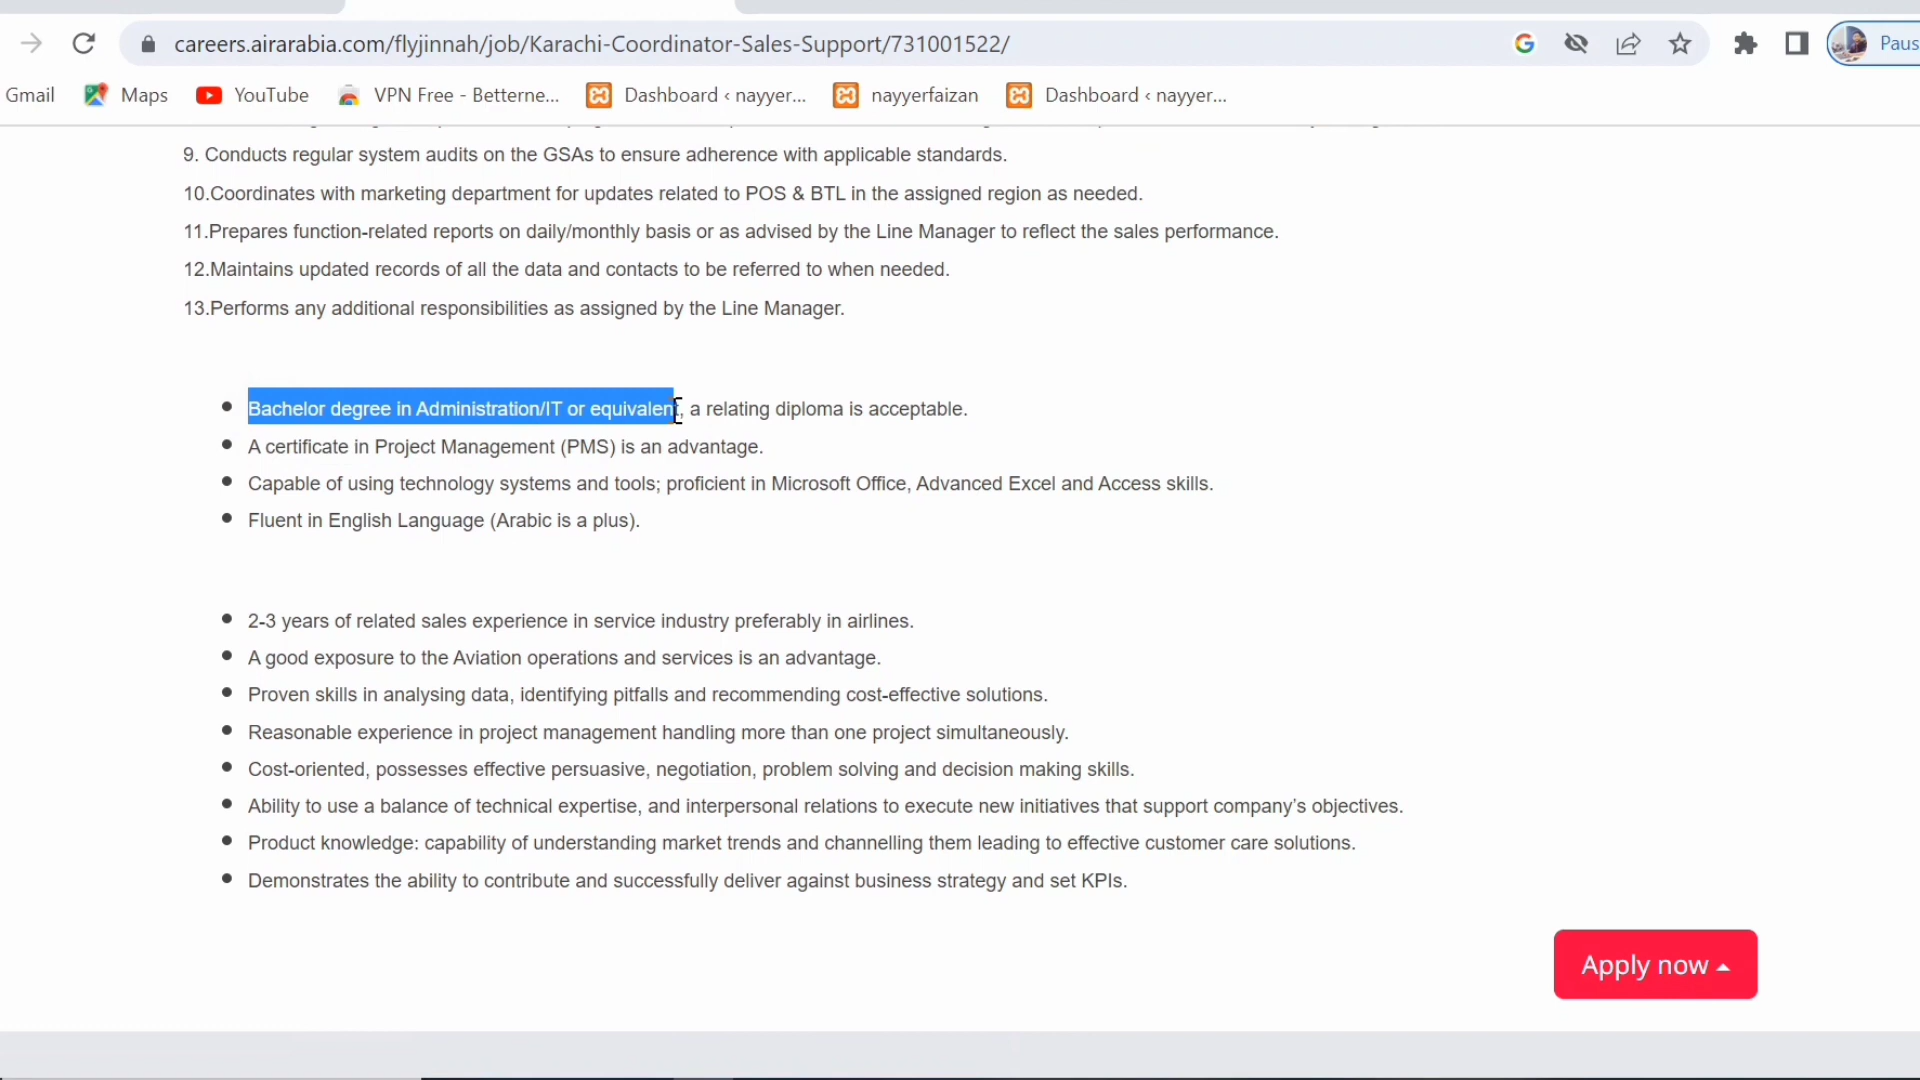 careers.airarabia.com/flyjinnah/job/Karachi-Coordinator-Sales-Support/731001522/
Paus
Gmail Maps YouTube VPN Free - Betterne... Dashboard ‹ nayyer... nayyerfaizan Dashboard ‹ nayyer...
9. Conducts regular system audits on the GSAs to ensure adherence with applicable standards.
10.Coordinates with marketing department for updates related to POS & BTL in the assigned region as needed.
11.Prepares function-related reports on daily/monthly basis or as advised by the Line Manager to reflect the sales performance.
12.Maintains updated records of all the data and contacts to be referred to when needed.
13.Performs any additional responsibilities as assigned by the Line Manager.
Bachelor degree in Administration/IT or equivalent, a relating diploma is acceptable.
A certificate in Project Management (PMS) is an advantage.
Capable of using technology systems and tools; proficient in Microsoft Office, Advanced Excel and Access skills.
Fluent in English Language (Arabic is a plus).
2-3 years of related sales experience in service industry preferably in airlines.
A good exposure to the Aviation operations and services is an advantage.
Proven skills in analysing data, identifying pitfalls and recommending cost-effective solutions.
Reasonable experience in project management handling more than one project simultaneously.
Cost-oriented, possesses effective persuasive, negotiation, problem solving and decision making skills.
Ability to use a balance of technical expertise, and interpersonal relations to execute new initiatives that support company’s objectives.
Product knowledge: capability of understanding market trends and channelling them leading to effective customer care solutions.
Demonstrates the ability to contribute and successfully deliver against business strategy and set KPIs.
Apply now